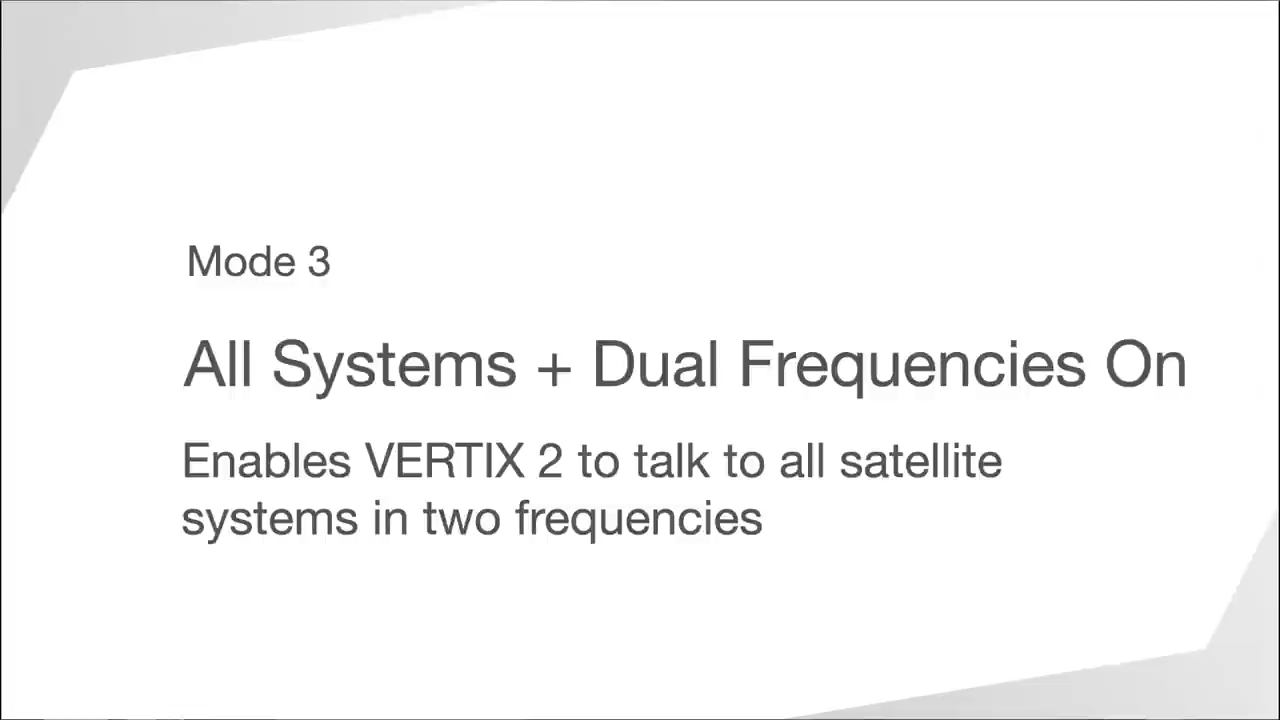 Mode 3
All Systems + Dual Frequencies On
Enables VERTIX 2 to talk to all satellite
systems in two frequencies